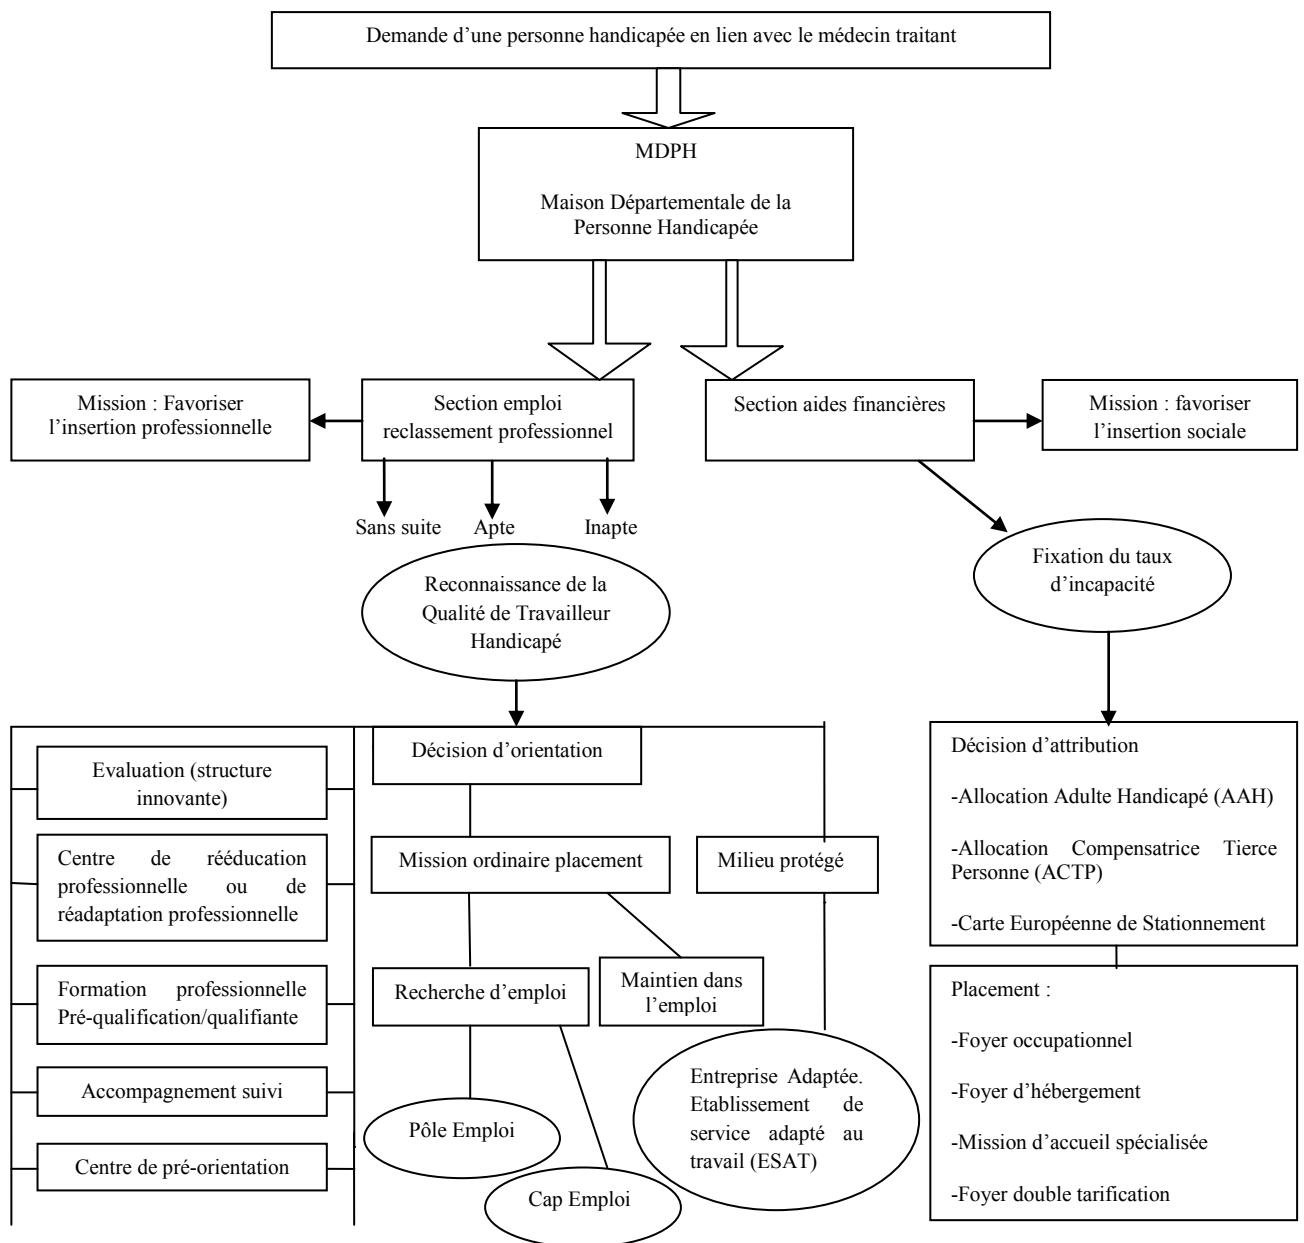 Demande d’une personne handicapée en lien avec le médecin traitant
MDPH
Maison Départementale de la
Personne Handicapée
Mission : Favoriser
l’insertion professionnelle
Section emploi
reclassement professionnel
Section aides financières
Mission : favoriser
l’insertion sociale
Sans suite
Apte
Inapte
Reconnaissance de la
Qualité de Travailleur
Handicapé
Fixation du taux
d’incapacité
Evaluation (structure
innovante)
Centre de rééducation
professionnelle ou de
réadaptation professionnelle
Formation professionnelle
Pré-qualification/qualifiante
Accompagnement suivi
Centre de pré-orientation
Décision d’orientation
Mission ordinaire placement
Milieu protégé
Recherche d’emploi
Maintien dans
l’emploi
Pôle Emploi
Cap Emploi
Entreprise Adaptée.
Etablissement de
service adapté au
travail (ESAT)
Décision d’attribution
-Allocation Adulte Handicapé (AAH)
-Allocation Compensatrice Tierce
Personne (ACTP)
-Carte Européenne de Stationnement
Placement :
-Foyer occupationnel
-Foyer d’hébergement
-Mission d’accueil spécialisée
-Foyer double tarification